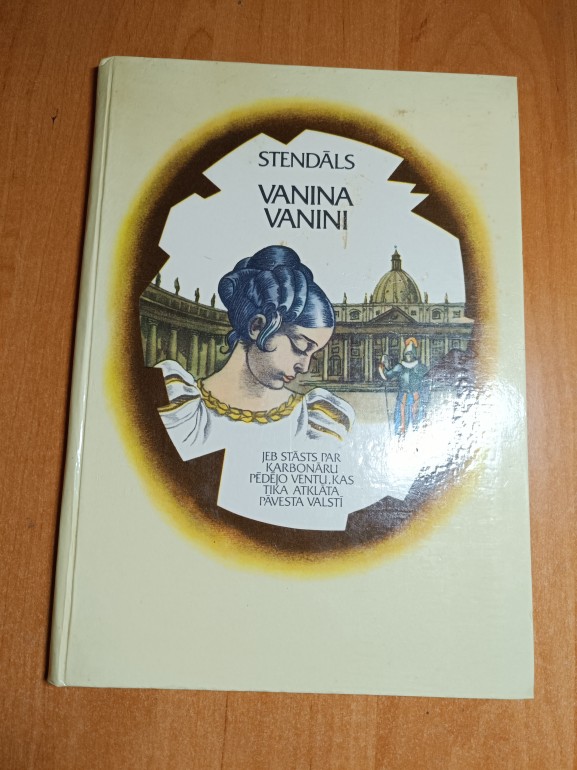 STENDĀLS
VANINA
VANINI
JEB STĀSTS PAR
KARBONĀRU
PĒDĒJO VENTU, KAS
TIKA ATKLĀTA
PĀVESTA VALSTĪ